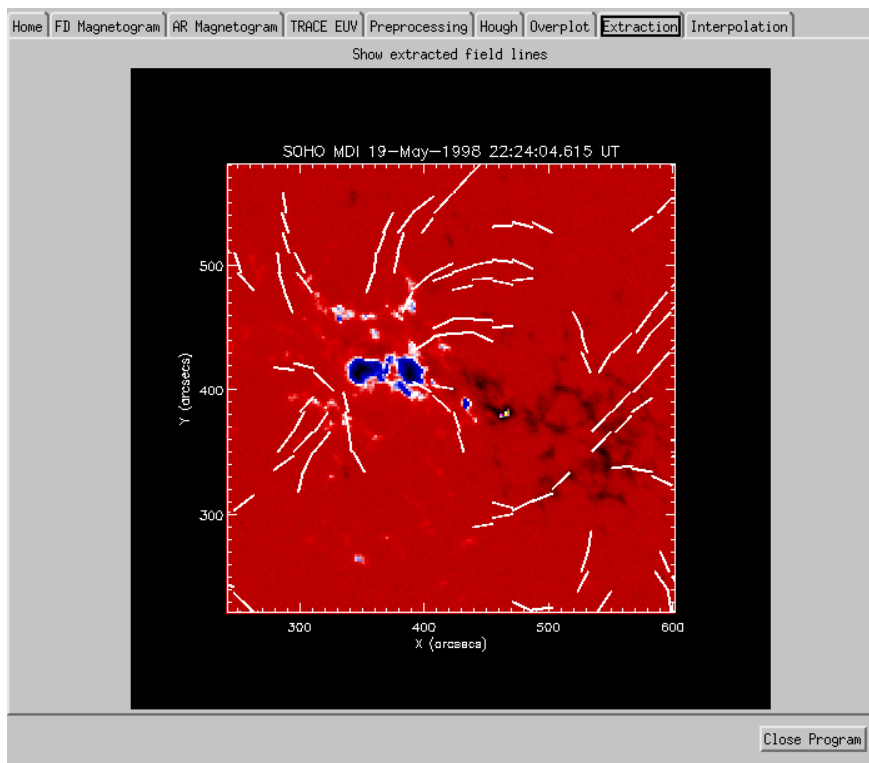 Home FD Magnetogram AR Magnetogram TRACE EUV Preprocessing Hough Overplot Extraction Interpolation
Show extracted field lines
SOHO MDI 19-May-1998 22:24:04.615 UT
500
400
300
Y (arcsecs)
300 400 500 600
X (arcsecs)
Close Program